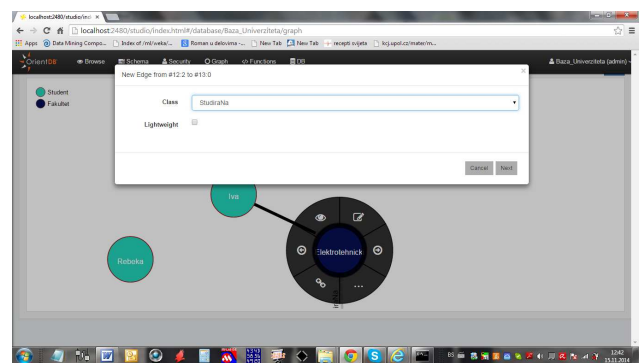 localhost:2480/studio/ind
localhost:2480/studio/index.html#/database/Baza_Univerziteta/graph
Apps Data Mining Compo... Index of /ml/weka/... Roman u delovima -... New Tab New Tab recepti svijeta kcj.upol.cz/mater/m...
OrientDB Browse Schema Security Graph Functions DB Baza_Univerziteta (admin)
New Edge from #12:2 to #13:0
Student
Fakultet
Class StudiraNa
Lightweight
Cancel Next
Iva
Elektrotehnick
Rebeka
BS 12:42
15.11.2014